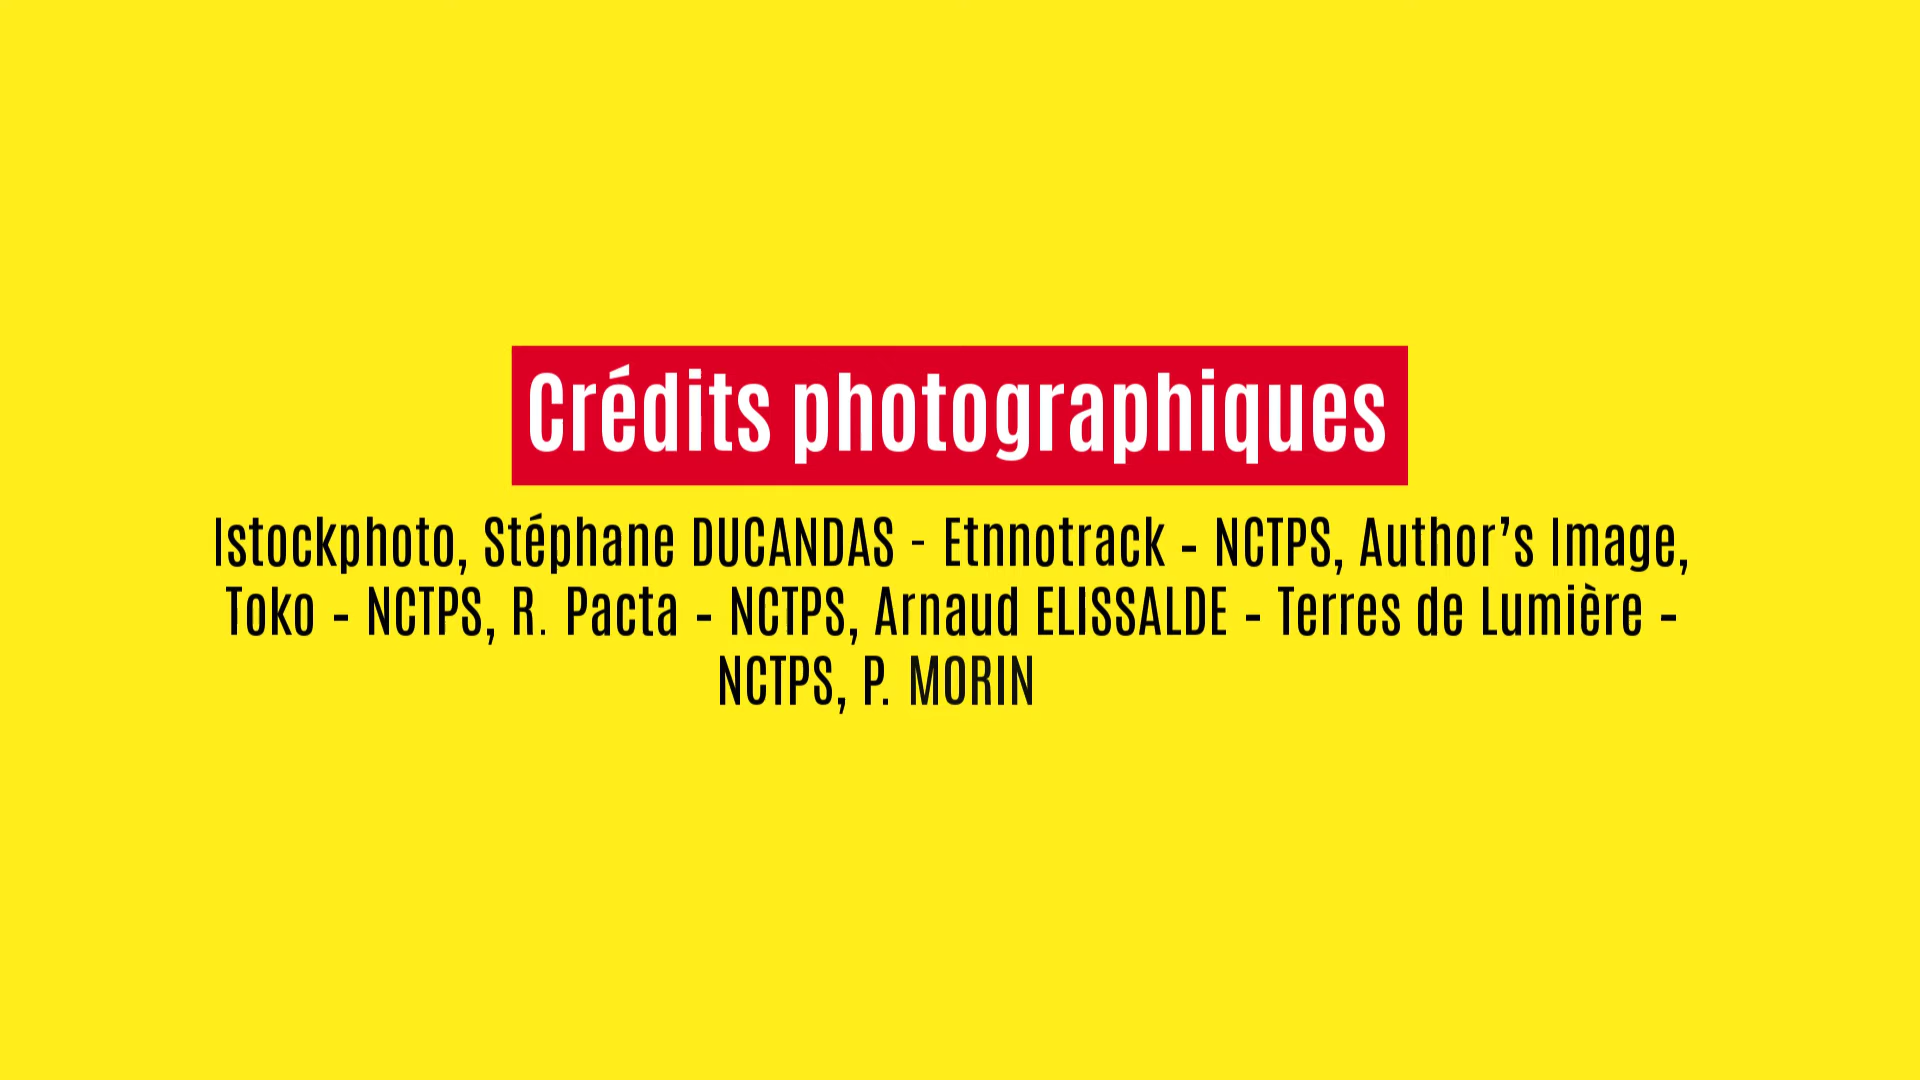 Crédits photographiques
Istockphoto, Stéphane DUCANDAS - Etnnotrack – NCTPS, Author’s Image,
Toko – NCTPS, R. Pacta – NCTPS, Arnaud ELISSALDE – Terres de Lumière –
NCTPS, P. MORIN